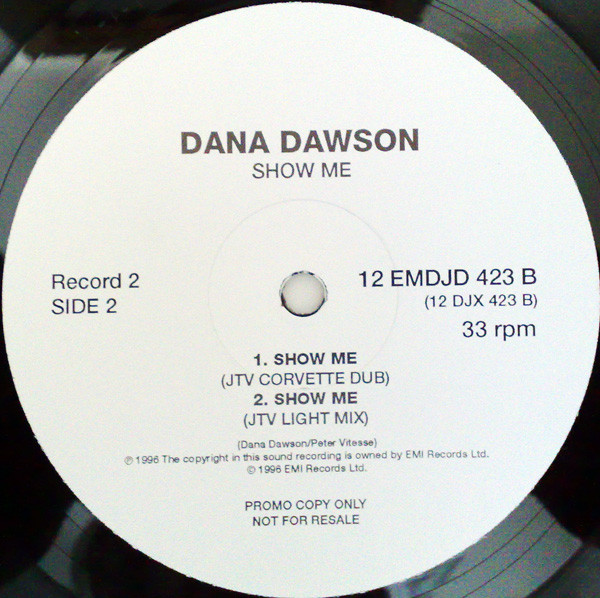 DANA DAWSON
SHOW ME
Record 2
SIDE 2
12 EMDJD 423 B
(12 DJX 423 B)
33 rpm
1. SHOW ME
(JTV CORVETTE DUB)
2. SHOW ME
(JTV LIGHT MIX)
(Dana Dawson/Peter Vitesse)
℗ 1996 The copyright in this sound recording is owned by EMI Records Ltd.
© 1996 EMI Records Ltd.
PROMO COPY ONLY
NOT FOR RESALE